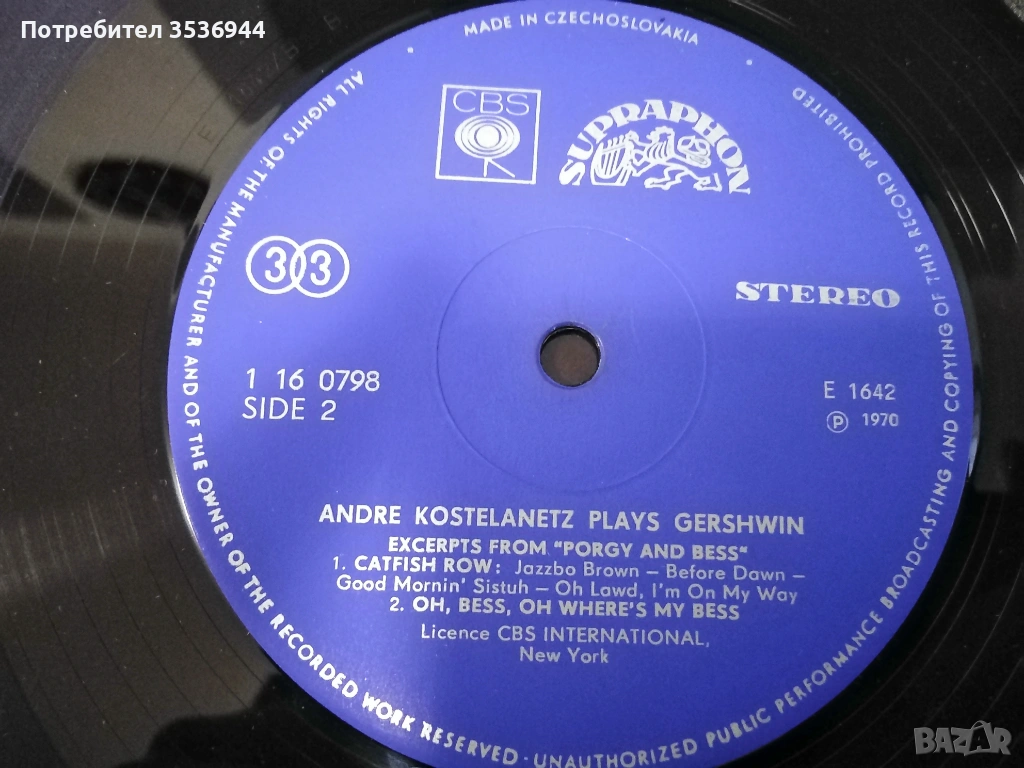 Потребител 3536944
MADE IN CZECHOSLOVAKIA
CBS
SUPRAPHON
33
STEREO
1 16 0798
SIDE 2
E 1642
Ⓟ 1970
ANDRE KOSTELANETZ PLAYS GERSHWIN
EXCERPTS FROM "PORGY AND BESS"
1. CATFISH ROW: Jazzbo Brown – Before Dawn –
Good Mornin' Sistuh – Oh Lawd, I'm On My Way
2. OH, BESS, OH WHERE'S MY BESS
Licence CBS INTERNATIONAL,
New York
ALL RIGHTS OF THE MANUFACTURER AND OF THE OWNER OF THE RECORDED WORK RESERVED · UNAUTHORIZED PUBLIC PERFORMANCE BROADCASTING AND COPYING OF THIS RECORD PROHIBITED
BAZAR